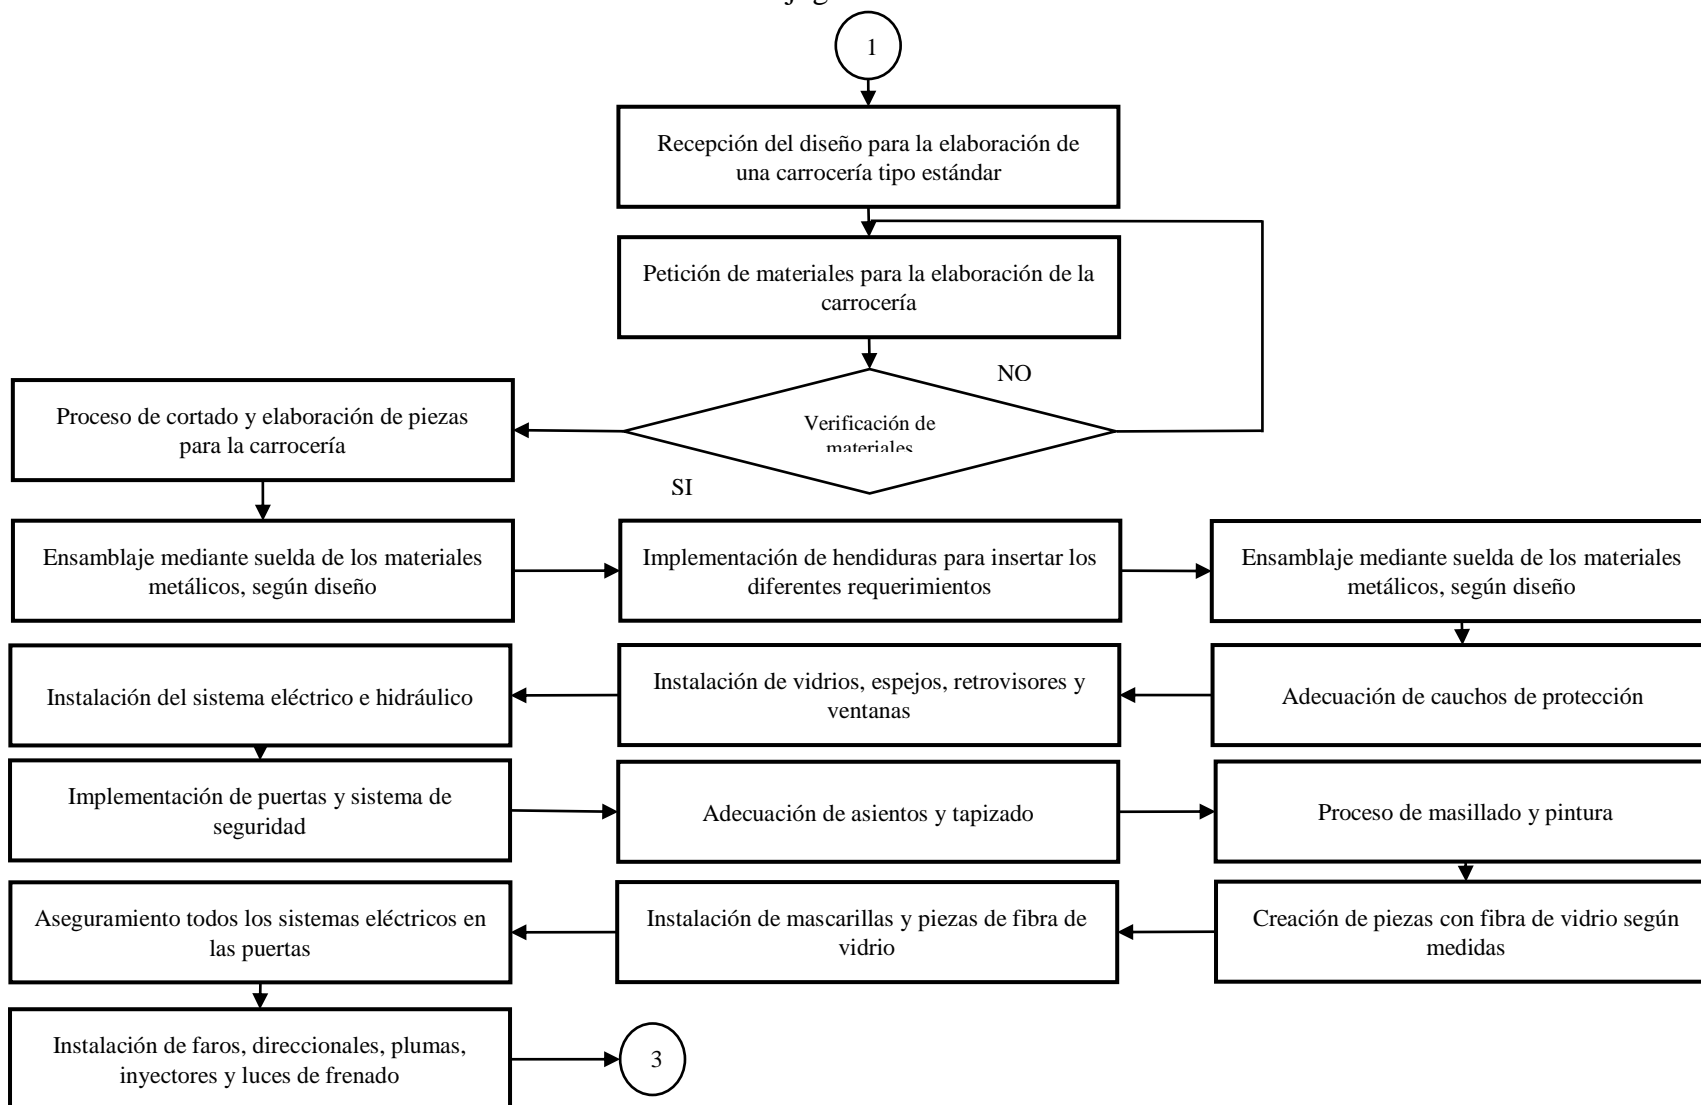 1
Recepción del diseño para la elaboración de
una carrocería tipo estándar
Petición de materiales para la elaboración de la
carrocería
NO
Verificación de
materiales
SI
Proceso de cortado y elaboración de piezas
para la carrocería
Ensamblaje mediante suelda de los materiales
metálicos, según diseño
Implementación de hendiduras para insertar los
diferentes requerimientos
Ensamblaje mediante suelda de los materiales
metálicos, según diseño
Adecuación de cauchos de protección
Instalación de vidrios, espejos, retrovisores y
ventanas
Instalación del sistema eléctrico e hidráulico
Implementación de puertas y sistema de
seguridad
Adecuación de asientos y tapizado
Proceso de masillado y pintura
Creación de piezas con fibra de vidrio según
medidas
Instalación de mascarillas y piezas de fibra de
vidrio
Aseguramiento todos los sistemas eléctricos en
las puertas
Instalación de faros, direccionales, plumas,
inyectores y luces de frenado
3